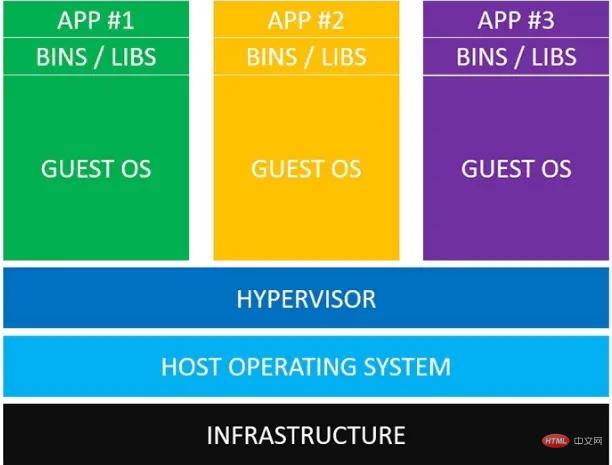 APP #1 APP #2 APP #3
BINS / LIBS BINS / LIBS BINS / LIBS
GUEST OS GUEST OS GUEST OS
HYPERVISOR
HOST OPERATING SYSTEM
INFRASTRUCTURE
HTML 中文网